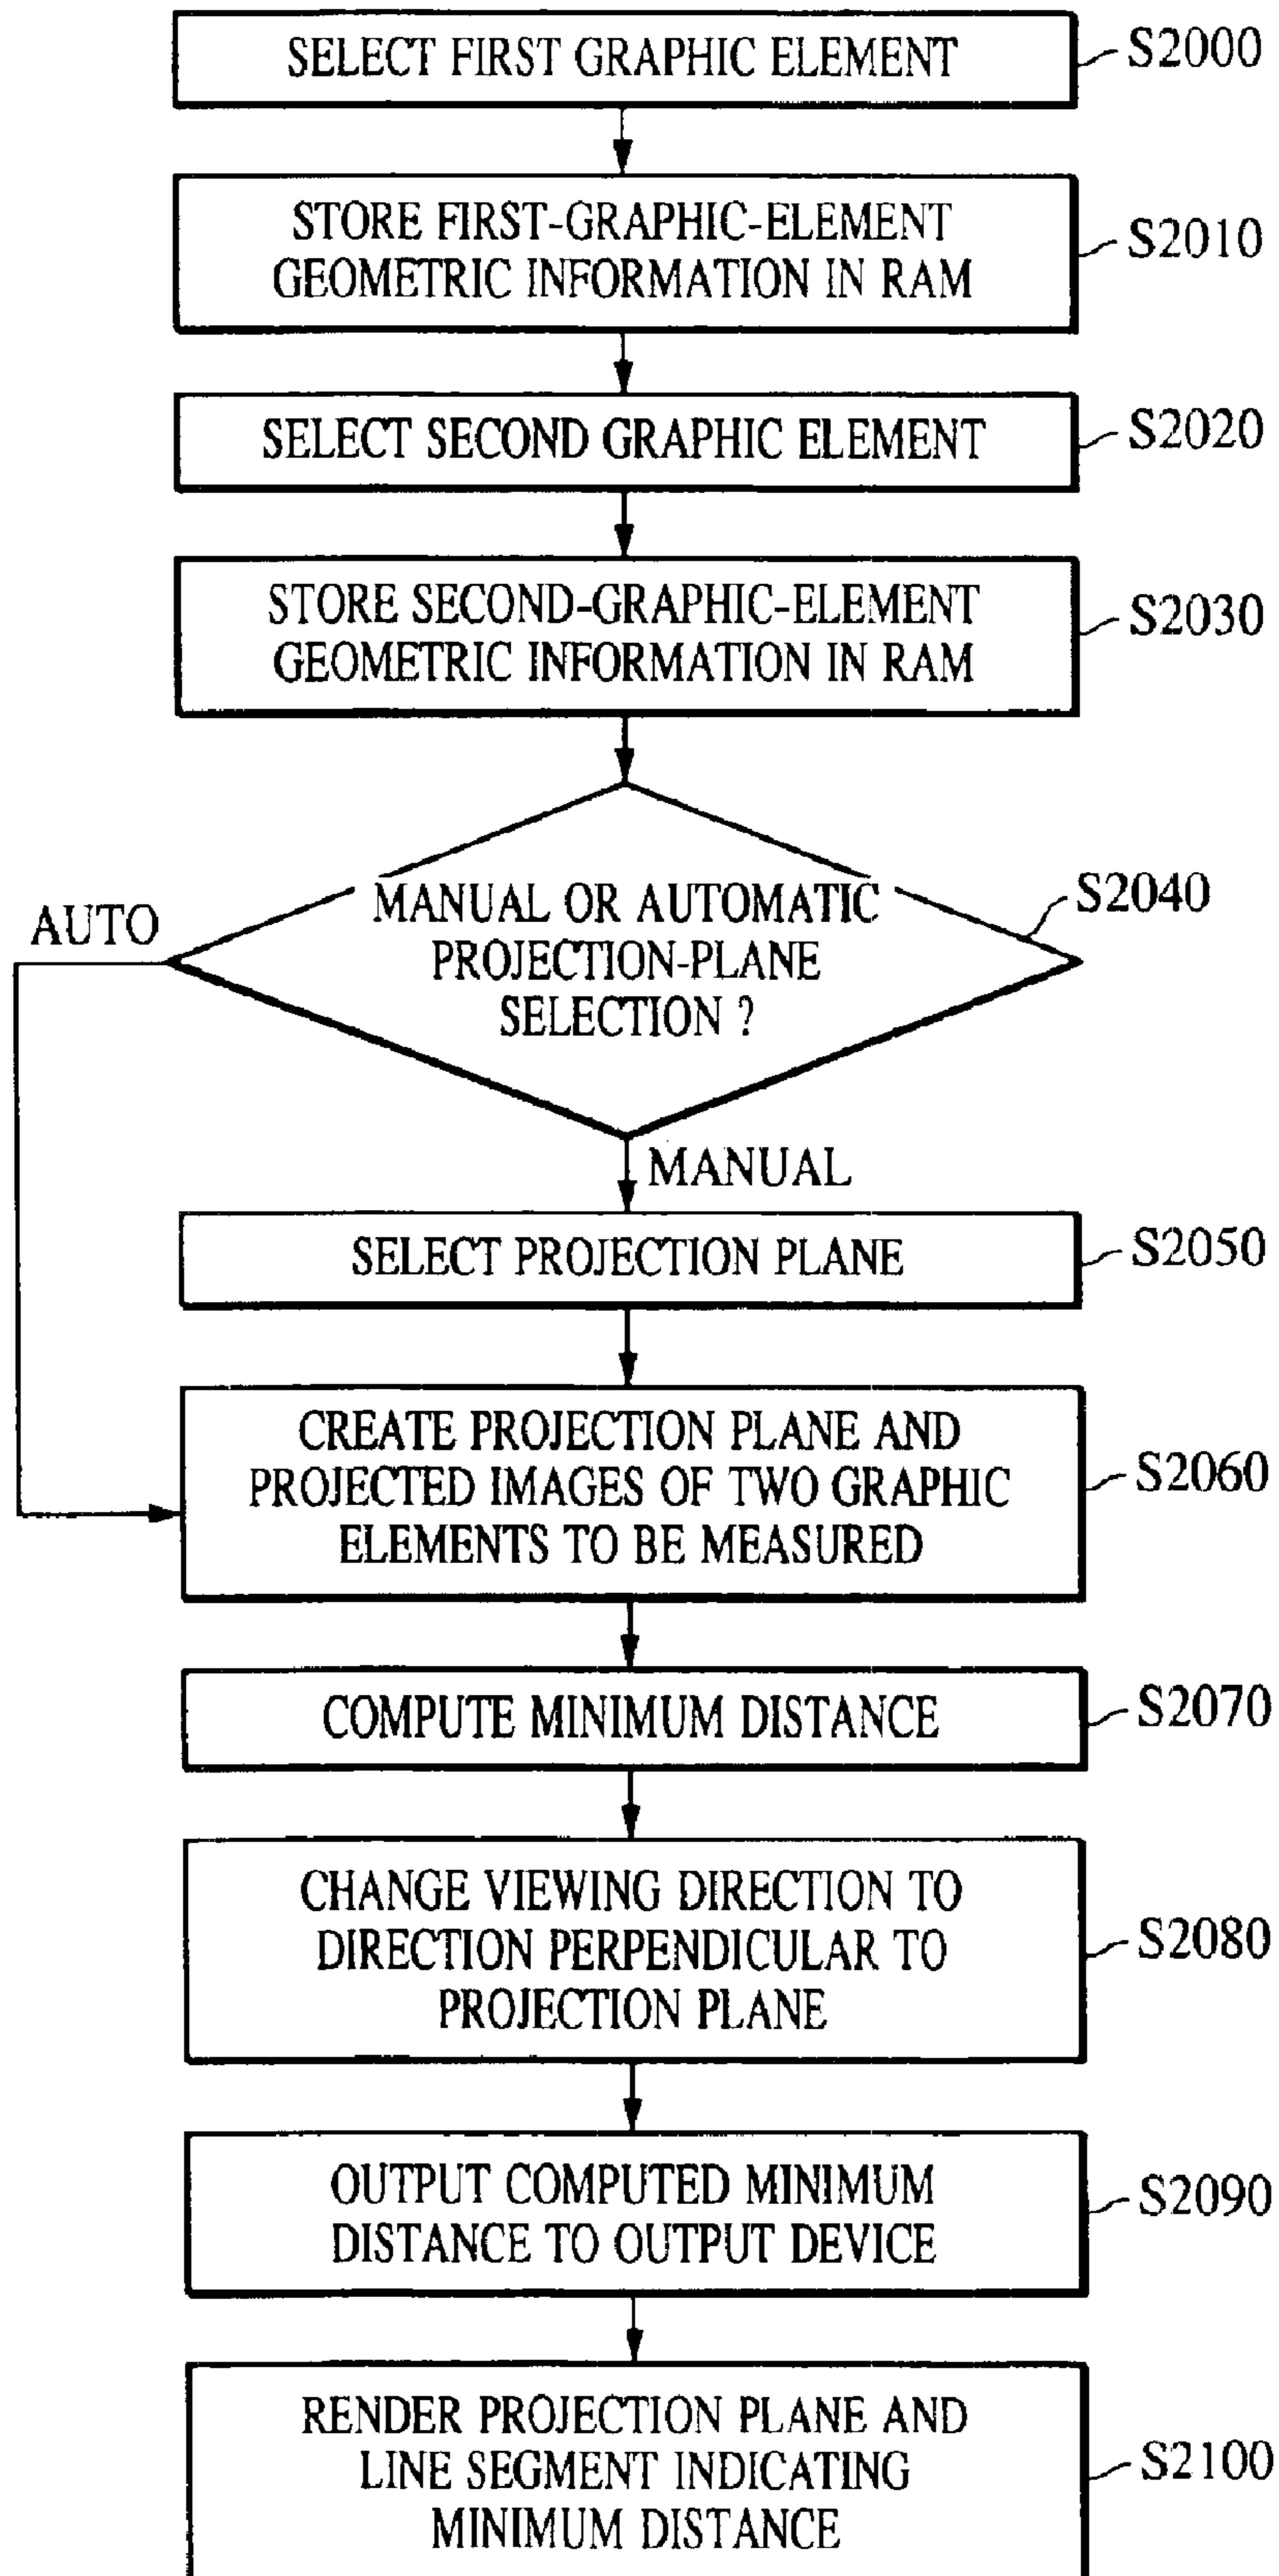 SELECT FIRST GRAPHIC ELEMENT
S2000
STORE FIRST-GRAPHIC-ELEMENT
GEOMETRIC INFORMATION IN RAM
S2010
SELECT SECOND GRAPHIC ELEMENT
S2020
STORE SECOND-GRAPHIC-ELEMENT
GEOMETRIC INFORMATION IN RAM
S2030
MANUAL OR AUTOMATIC
PROJECTION-PLANE
SELECTION ?
S2040
AUTO
MANUAL
SELECT PROJECTION PLANE
S2050
CREATE PROJECTION PLANE AND
PROJECTED IMAGES OF TWO GRAPHIC
ELEMENTS TO BE MEASURED
S2060
COMPUTE MINIMUM DISTANCE
S2070
CHANGE VIEWING DIRECTION TO
DIRECTION PERPENDICULAR TO
PROJECTION PLANE
S2080
OUTPUT COMPUTED MINIMUM
DISTANCE TO OUTPUT DEVICE
S2090
RENDER PROJECTION PLANE AND
LINE SEGMENT INDICATING
MINIMUM DISTANCE
S2100